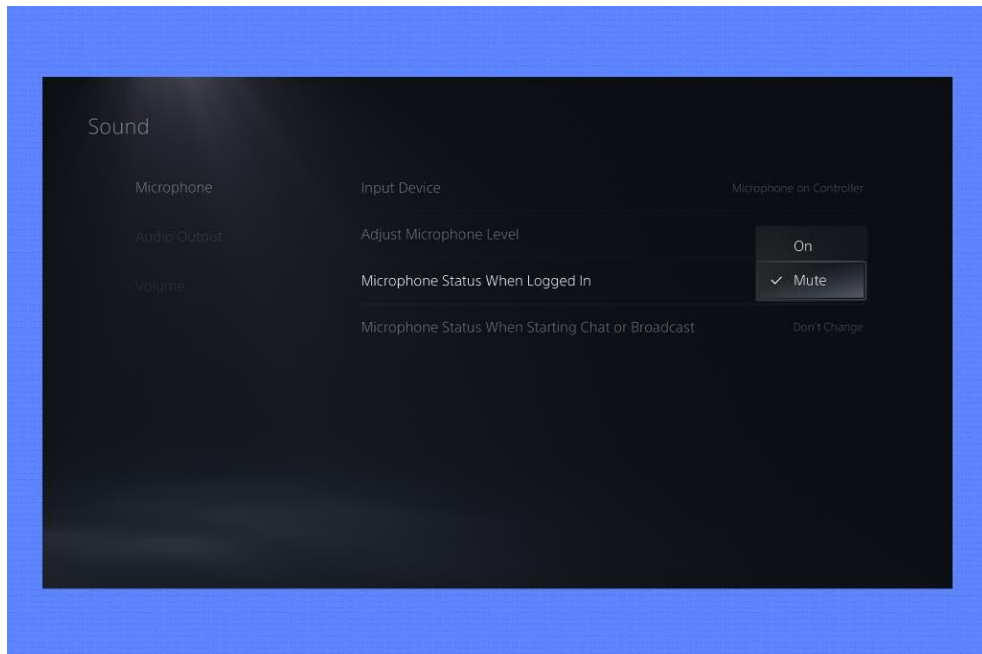 Sound
Microphone
Audio Output
Volume
Input Device
Microphone on Controller
Adjust Microphone Level
Microphone Status When Logged In
On
Mute
Microphone Status When Starting Chat or Broadcast
Don't Change